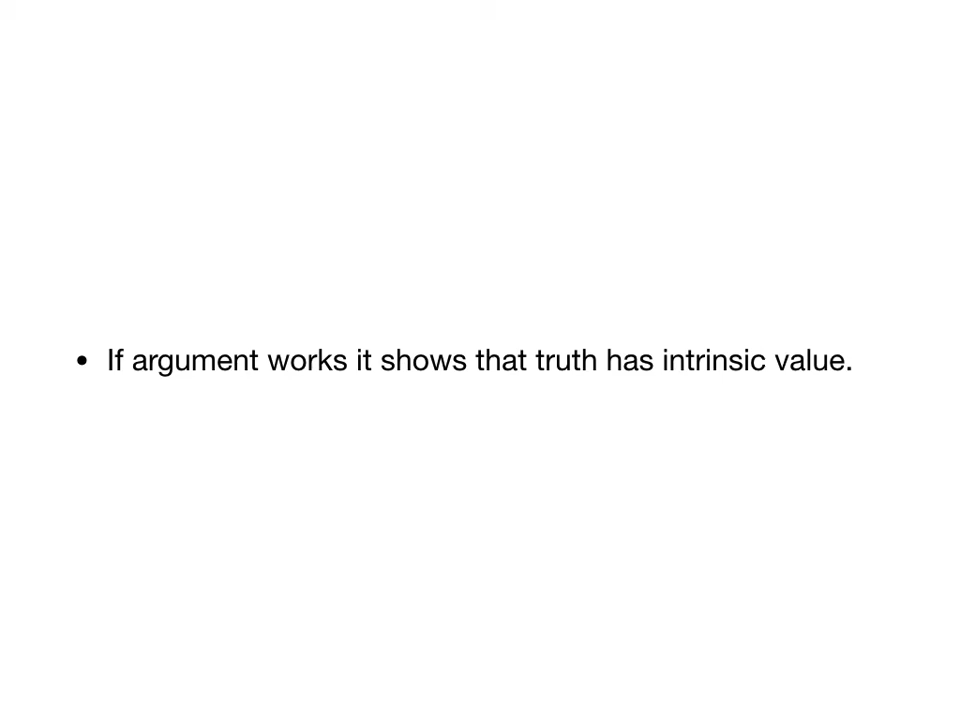 • If argument works it shows that truth has intrinsic value.